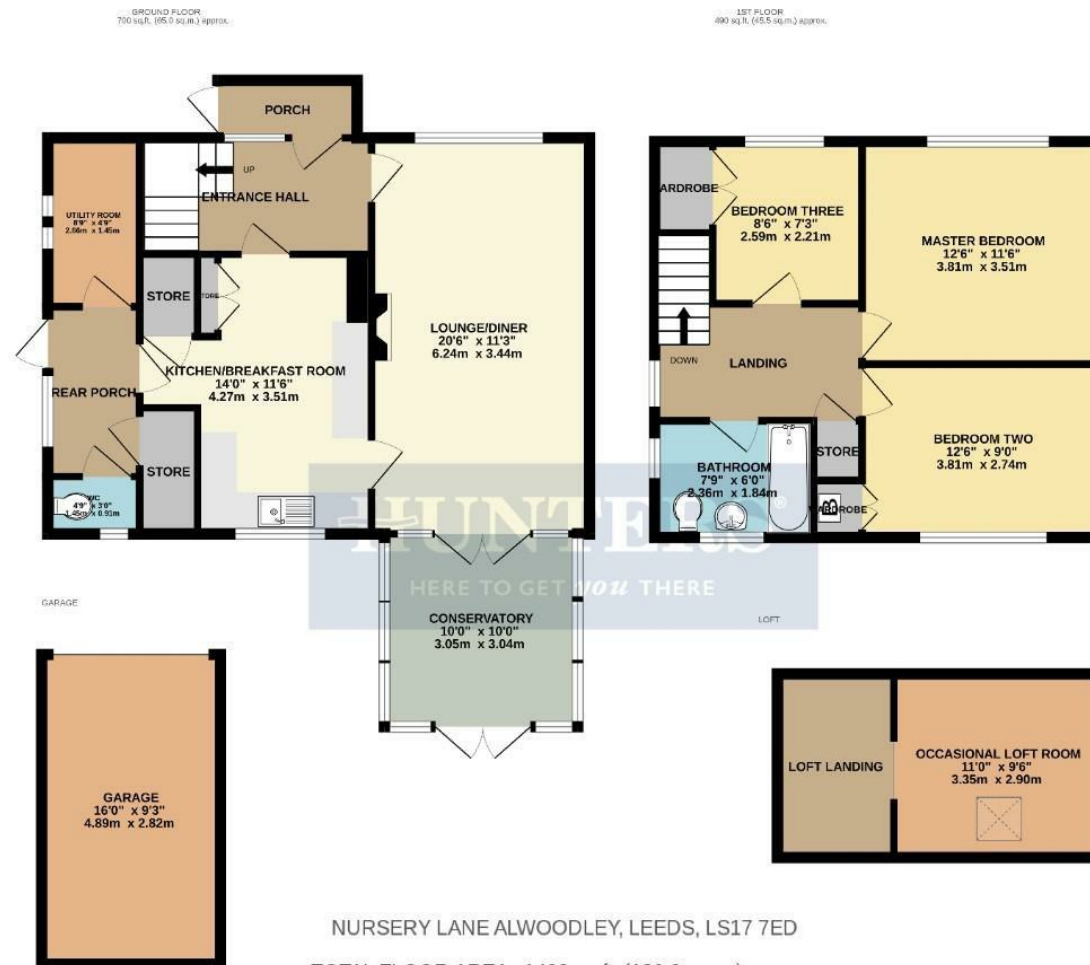 GROUND FLOOR
700 sq.ft. (65.0 sq.m.) approx.
1ST FLOOR
490 sq.ft. (45.5 sq.m.) approx.
PORCH
UP
ENTRANCE HALL
UTILITY ROOM
8'9" x 4'9"
2.66m x 1.45m
STORE
STORE
KITCHEN/BREAKFAST ROOM
14'0" x 11'6"
4.27m x 3.51m
REAR PORCH
STORE
WC
4'9" x 3'0"
1.45m x 0.91m
LOUNGE/DINER
20'6" x 11'3"
6.24m x 3.44m
CONSERVATORY
10'0" x 10'0"
3.05m x 3.04m
WARDROBE
BEDROOM THREE
8'6" x 7'3"
2.59m x 2.21m
MASTER BEDROOM
12'6" x 11'6"
3.81m x 3.51m
DOWN
LANDING
BEDROOM TWO
12'6" x 9'0"
3.81m x 2.74m
STORE
BATHROOM
7'9" x 6'0"
2.36m x 1.84m
WARDROBE
B
HUNTERS®
HERE TO GET you THERE
GARAGE
LOFT
GARAGE
16'0" x 9'3"
4.89m x 2.82m
LOFT LANDING
OCCASIONAL LOFT ROOM
11'0" x 9'6"
3.35m x 2.90m
NURSERY LANE ALWOODLEY, LEEDS, LS17 7ED